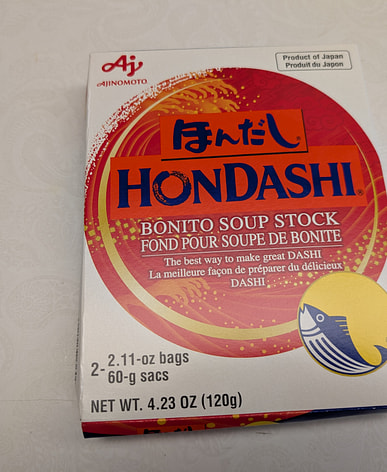 Aj
AJINOMOTO®
Product of Japan
Produit du Japon
ほんだし®
HONDASHI®
BONITO SOUP STOCK
FOND POUR SOUPE DE BONITE
The best way to make great DASHI
La meilleure façon de préparer du délicieux
DASHI
2- 2.11-oz bags
60-g sacs
NET WT. 4.23 OZ (120g)